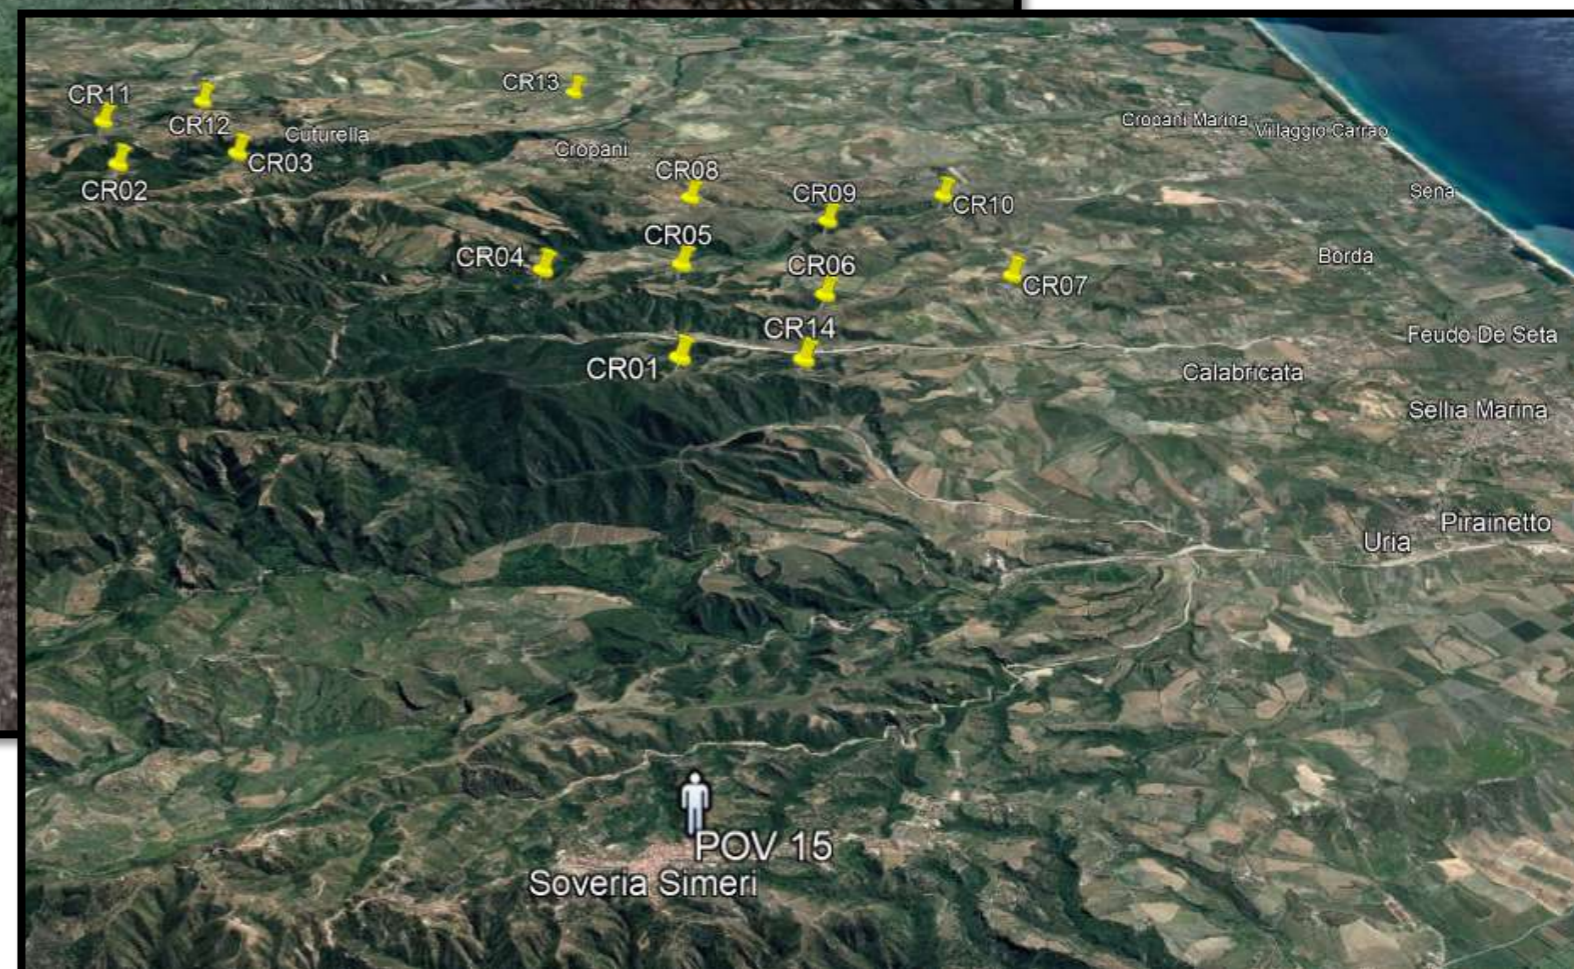 CR11
CR13
CR12
Cuturella
Cropani Marina
Villaggio Carrao
CR03
Cropani
CR02
CR08
CR09
CR10
Sena
CR05
CR04
CR06
CR07
Borda
CR14
CR01
Feudo De Seta
Calabricata
Sellia Marina
Pirainetto
Uria
POV 15
Soveria Simeri